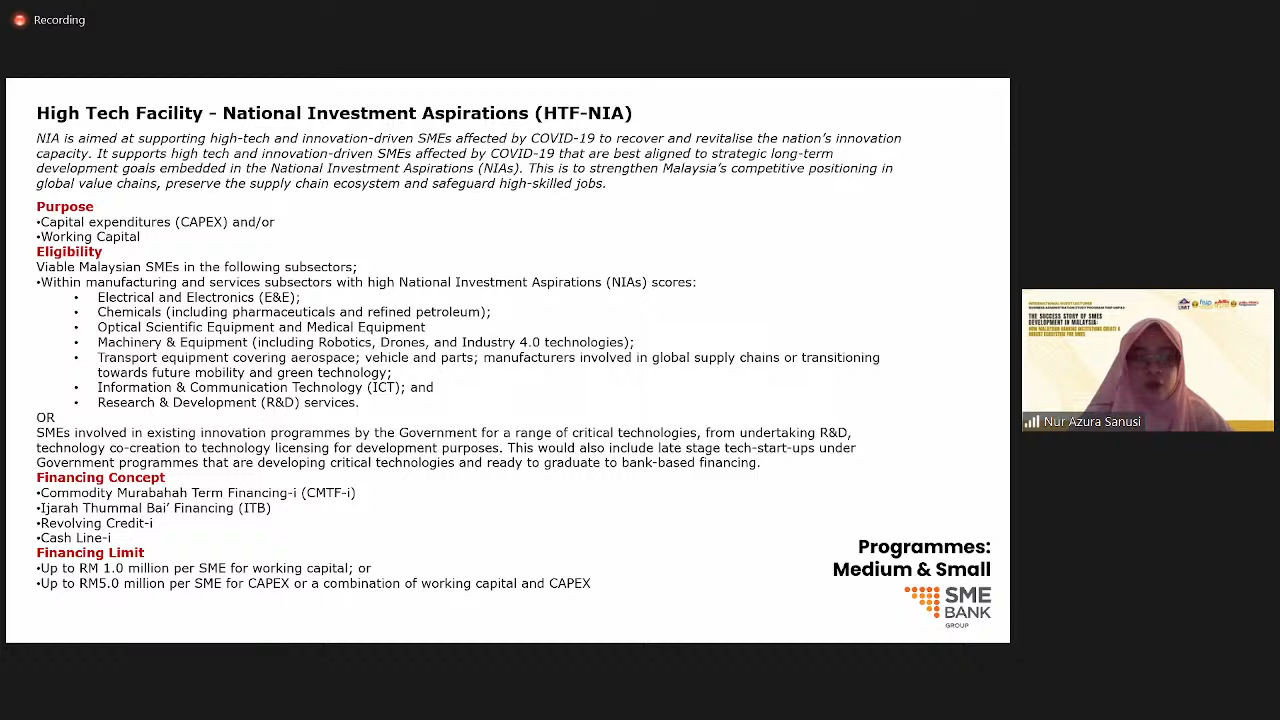 Recording
High Tech Facility - National Investment Aspirations (HTF-NIA)
NIA is aimed at supporting high-tech and innovation-driven SMEs affected by COVID-19 to recover and revitalise the nation's innovation
capacity. It supports high tech and innovation-driven SMEs affected by COVID-19 that are best aligned to strategic long-term
development goals embedded in the National Investment Aspirations (NIAs). This is to strengthen Malaysia's competitive positioning in
global value chains, preserve the supply chain ecosystem and safeguard high-skilled jobs.
Purpose
•Capital expenditures (CAPEX) and/or
•Working Capital
Eligibility
Viable Malaysian SMEs in the following subsectors;
•Within manufacturing and services subsectors with high National Investment Aspirations (NIAs) scores:
• Electrical and Electronics (E&E);
• Chemicals (including pharmaceuticals and refined petroleum);
• Optical Scientific Equipment and Medical Equipment
• Machinery & Equipment (including Robotics, Drones, and Industry 4.0 technologies);
• Transport equipment covering aerospace; vehicle and parts; manufacturers involved in global supply chains or transitioning
towards future mobility and green technology;
• Information & Communication Technology (ICT); and
• Research & Development (R&D) services.
OR
SMEs involved in existing innovation programmes by the Government for a range of critical technologies, from undertaking R&D,
technology co-creation to technology licensing for development purposes. This would also include late stage tech-start-ups under
Government programmes that are developing critical technologies and ready to graduate to bank-based financing.
Financing Concept
•Commodity Murabahah Term Financing-i (CMTF-i)
•Ijarah Thummal Bai' Financing (ITB)
•Revolving Credit-i
•Cash Line-i
Financing Limit
•Up to RM 1.0 million per SME for working capital; or
•Up to RM5.0 million per SME for CAPEX or a combination of working capital and CAPEX
Programmes:
Medium & Small
SME
BANK
GROUP
THE SUCCESS STORY OF SMES
DEVELOPMENT IN MALAYSIA:
Nur Azura Sanusi